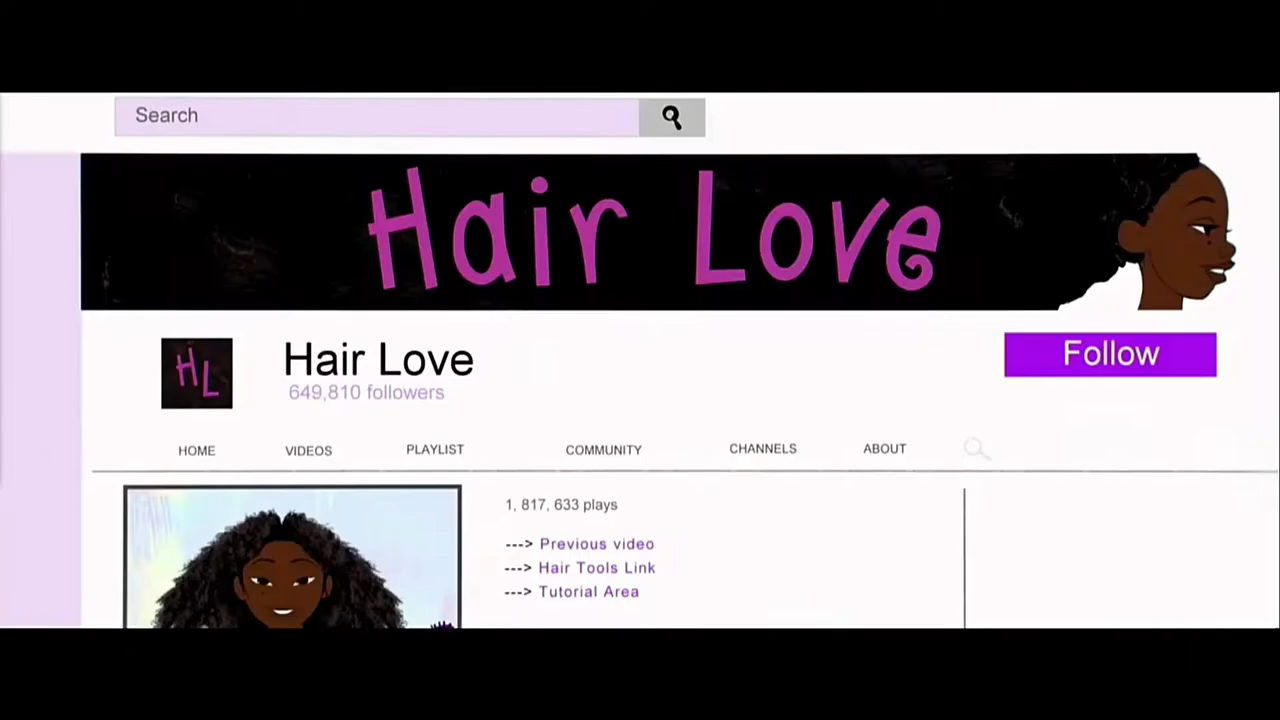 Search
Hair Love
HL
Hair Love
649,810 followers
HOME VIDEOS PLAYLIST COMMUNITY CHANNELS ABOUT
1, 817, 633 plays
---> Previous video
---> Hair Tools Link
---> Tutorial Area
Follow